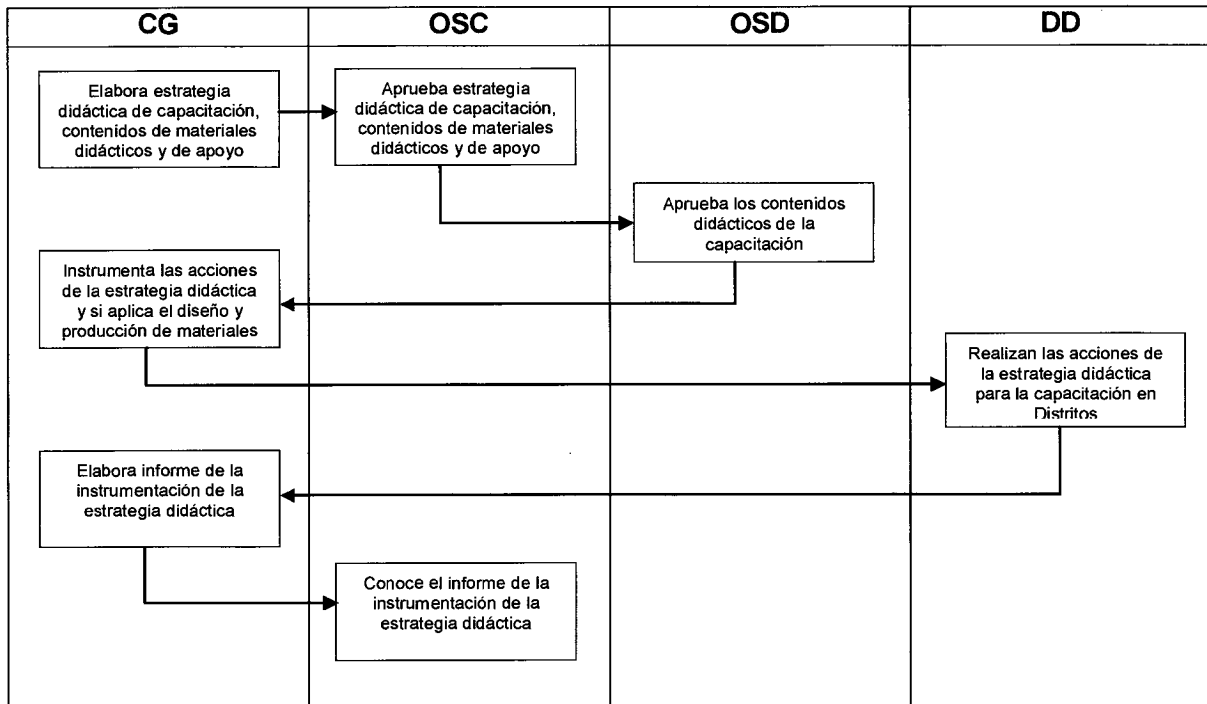 CG
OSC
OSD
DD
Elabora estrategia
didáctica de capacitación,
contenidos de materiales
didácticos y de apoyo
Aprueba estrategia
didáctica de capacitación,
contenidos de materiales
didácticos y de apoyo
Aprueba los contenidos
didácticos de la
capacitación
Instrumenta las acciones
de la estrategia didáctica
y si aplica el diseño y
producción de materiales
Realizan las acciones de
la estrategia didáctica
para la capacitación en
Distritos
Elabora informe de la
instrumentación de la
estrategia didáctica
Conoce el informe de la
instrumentación de la
estrategia didáctica